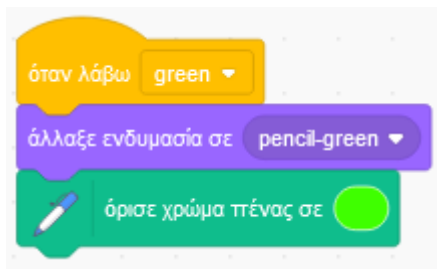 όταν λάβω green
άλλαξε ενδυμασία σε pencil-green
όρισε χρώμα πένας σε